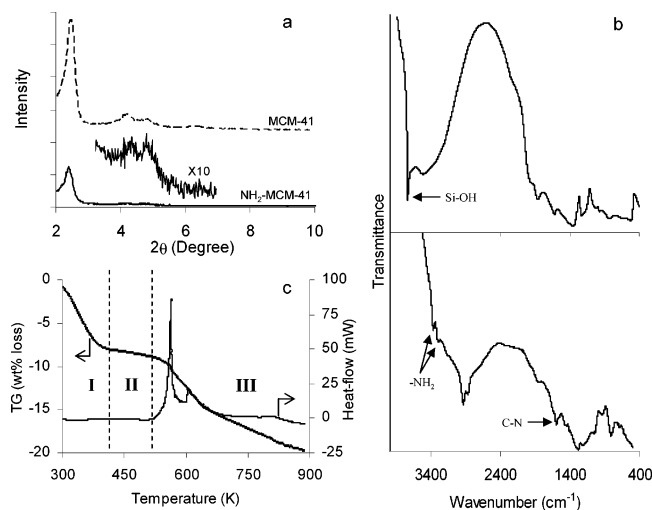 a
Intensity
MCM-41
X10
NH2-MCM-41
2 4 6 8 10
2θ (Degree)
b
Transmittance
Si-OH
-NH2
C-N
3400 2400 1400 400
Wavenumber (cm-1)
c
TG (wt% loss)
0
-5
-10
-15
-20
I II III
Heat-flow (mW)
100
75
50
25
0
-25
300 450 600 750 900
Temperature (K)